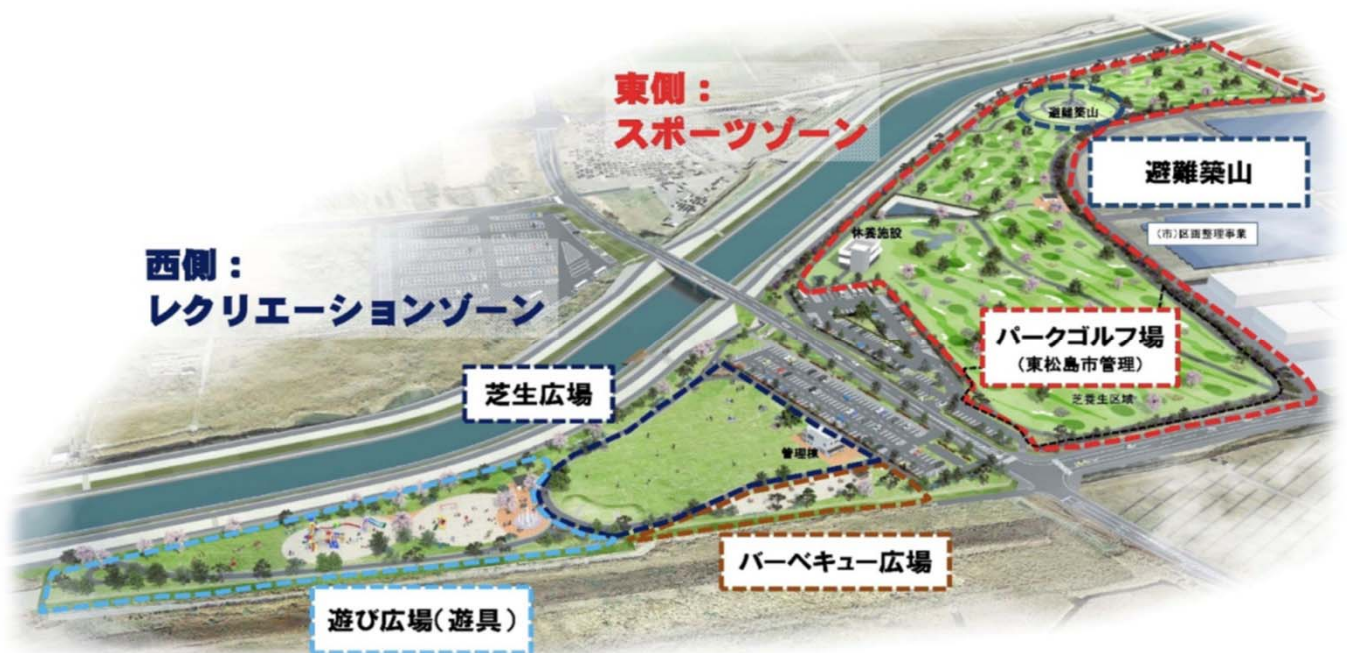 東側：
スポーツゾーン
避難築山
避難築山
(市)区画整理事業
休養施設
西側：
レクリエーションゾーン
パークゴルフ場
(東松島市管理)
芝養生区域
芝生広場
管理棟
バーベキュー広場
遊び広場(遊具)